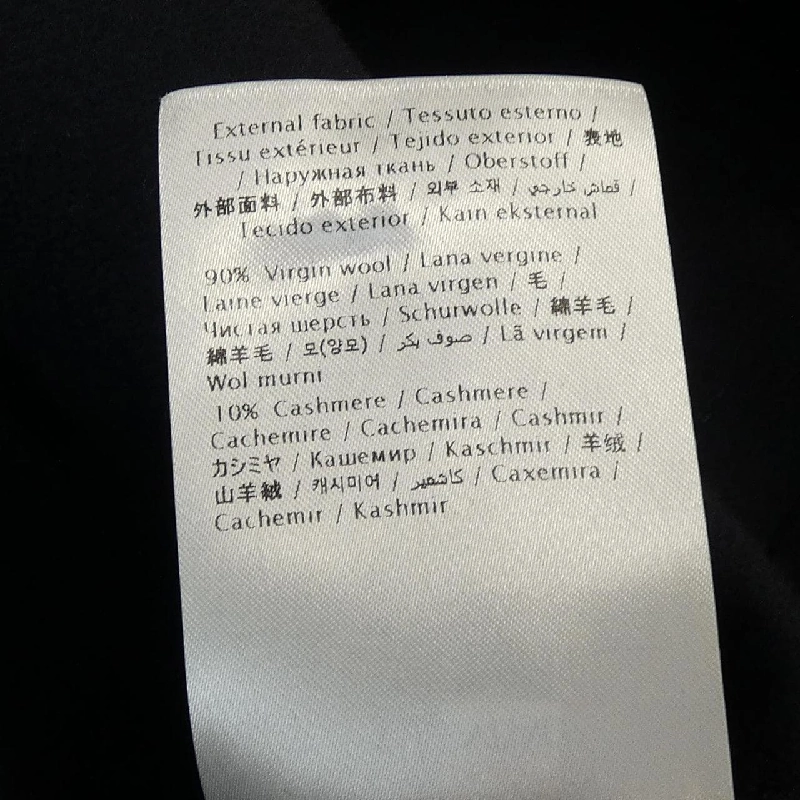 External fabric / Tessuto esterno /
Tissu extérieur / Tejido exterior / 表地
/ Наружная ткань / Oberstoff /
外部面料 / 外部布料 / 외부 소재 / قماش خارجي /
Tecido exterior / Kain eksternal
90% Virgin wool / Lana vergine /
Laine vierge / Lana virgen / 毛 /
Чистая шерсть / Schurwolle / 綿羊毛 /
綿羊毛 / 모(양모) / صوف بكر / Lã virgem /
Wol murni
10% Cashmere / Cashmere /
Cachemire / Cachemira / Cashmir /
カシミヤ / Кашемир / Kaschmir / 羊绒 /
山羊絨 / 캐시미어 / كاشمير / Caxemira /
Cachemir / Kashmir